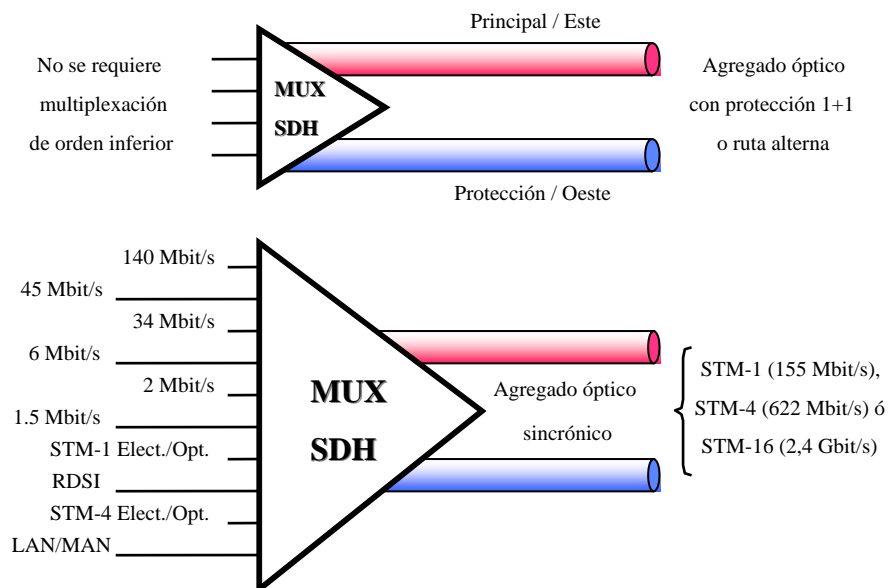 Principal / Este
No se requiere
multiplexación
de orden inferior
MUX
SDH
Agregado óptico
con protección 1+1
o ruta alterna
Protección / Oeste
140 Mbit/s
45 Mbit/s
34 Mbit/s
6 Mbit/s
2 Mbit/s
1.5 Mbit/s
STM-1 Elect./Opt.
RDSI
STM-4 Elect./Opt.
LAN/MAN
MUX
SDH
Agregado óptico
sincrónico
STM-1 (155 Mbit/s),
STM-4 (622 Mbit/s) ó
STM-16 (2,4 Gbit/s)